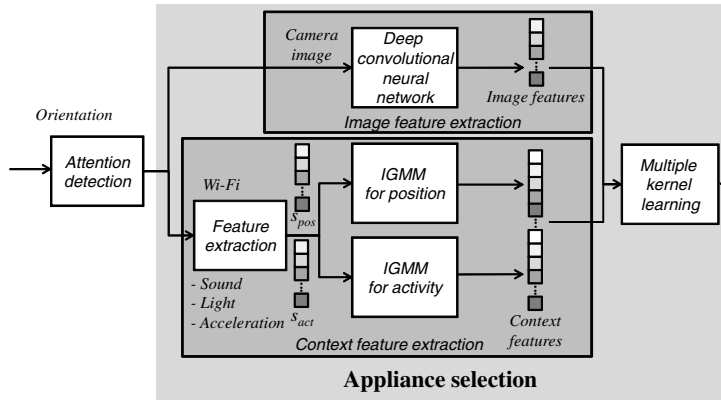 Camera
image
Deep
convolutional
neural
network
Image features
Image feature extraction
Orientation
Attention
detection
Wi-Fi
Feature
extraction
- Sound
- Light
- Acceleration
s_pos
s_act
IGMM
for position
IGMM
for activity
Context
features
Context feature extraction
Multiple
kernel
learning
Appliance selection